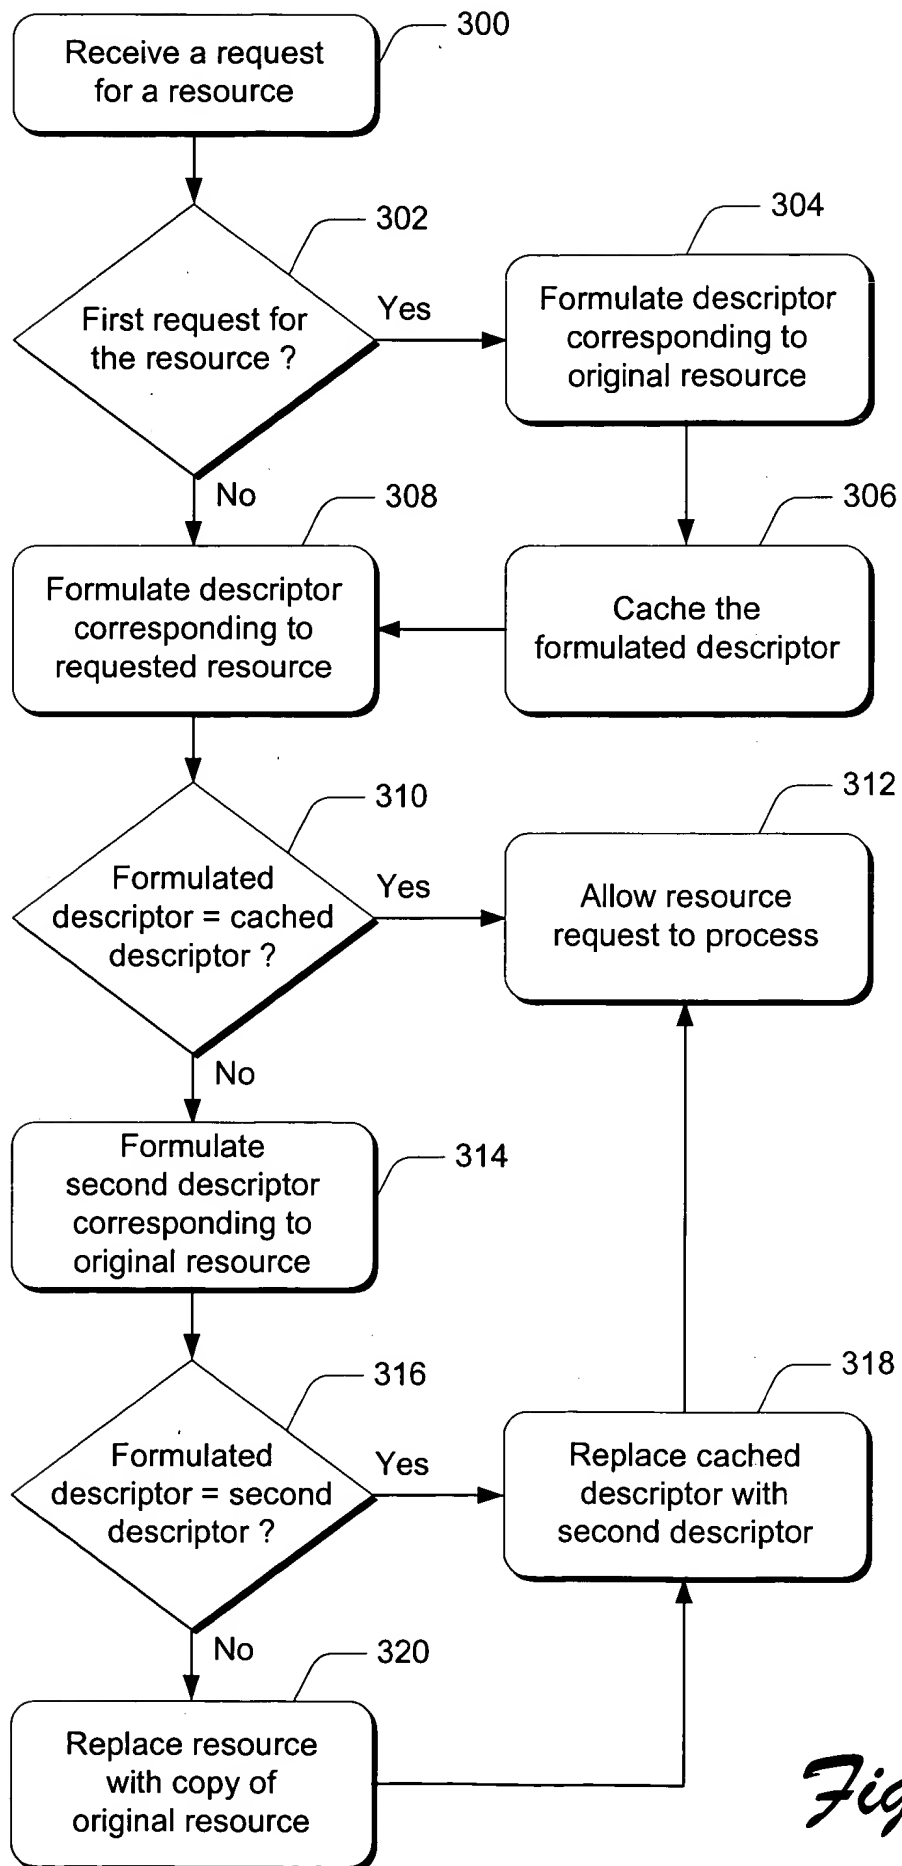 300
Receive a request
for a resource
302
First request for
the resource ?
Yes
No
304
Formulate descriptor
corresponding to
original resource
306
Cache the
formulated descriptor
308
Formulate descriptor
corresponding to
requested resource
310
Formulated
descriptor = cached
descriptor ?
Yes
No
312
Allow resource
request to process
314
Formulate
second descriptor
corresponding to
original resource
316
Formulated
descriptor = second
descriptor ?
Yes
No
318
Replace cached
descriptor with
second descriptor
320
Replace resource
with copy of
original resource
Fig